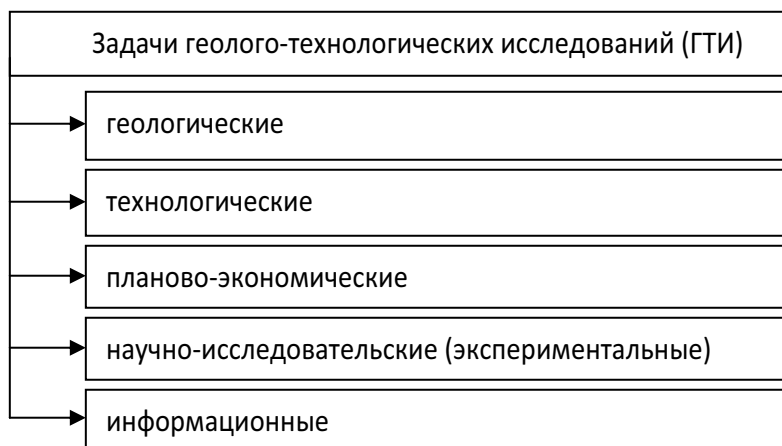 Задачи геолого-технологических исследований (ГТИ)
геологические
технологические
планово-экономические
научно-исследовательские (экспериментальные)
информационные